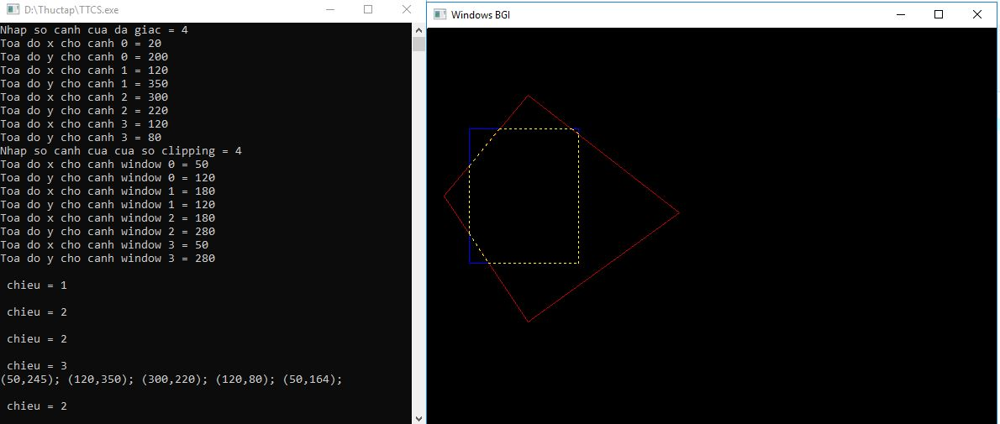 D:\Thuctap\TTCS.exe
Nhap so canh cua da giac = 4
Toa do x cho canh 0 = 20
Toa do y cho canh 0 = 200
Toa do x cho canh 1 = 120
Toa do y cho canh 1 = 350
Toa do x cho canh 2 = 300
Toa do y cho canh 2 = 220
Toa do x cho canh 3 = 120
Toa do y cho canh 3 = 80
Nhap so canh cua cua so clipping = 4
Toa do x cho canh window 0 = 50
Toa do y cho canh window 0 = 120
Toa do x cho canh window 1 = 180
Toa do y cho canh window 1 = 120
Toa do x cho canh window 2 = 180
Toa do y cho canh window 2 = 280
Toa do x cho canh window 3 = 50
Toa do y cho canh window 3 = 280
chieu = 1
chieu = 2
chieu = 2
chieu = 3
(50,245); (120,350); (300,220); (120,80); (50,164);
chieu = 2
Windows BGI